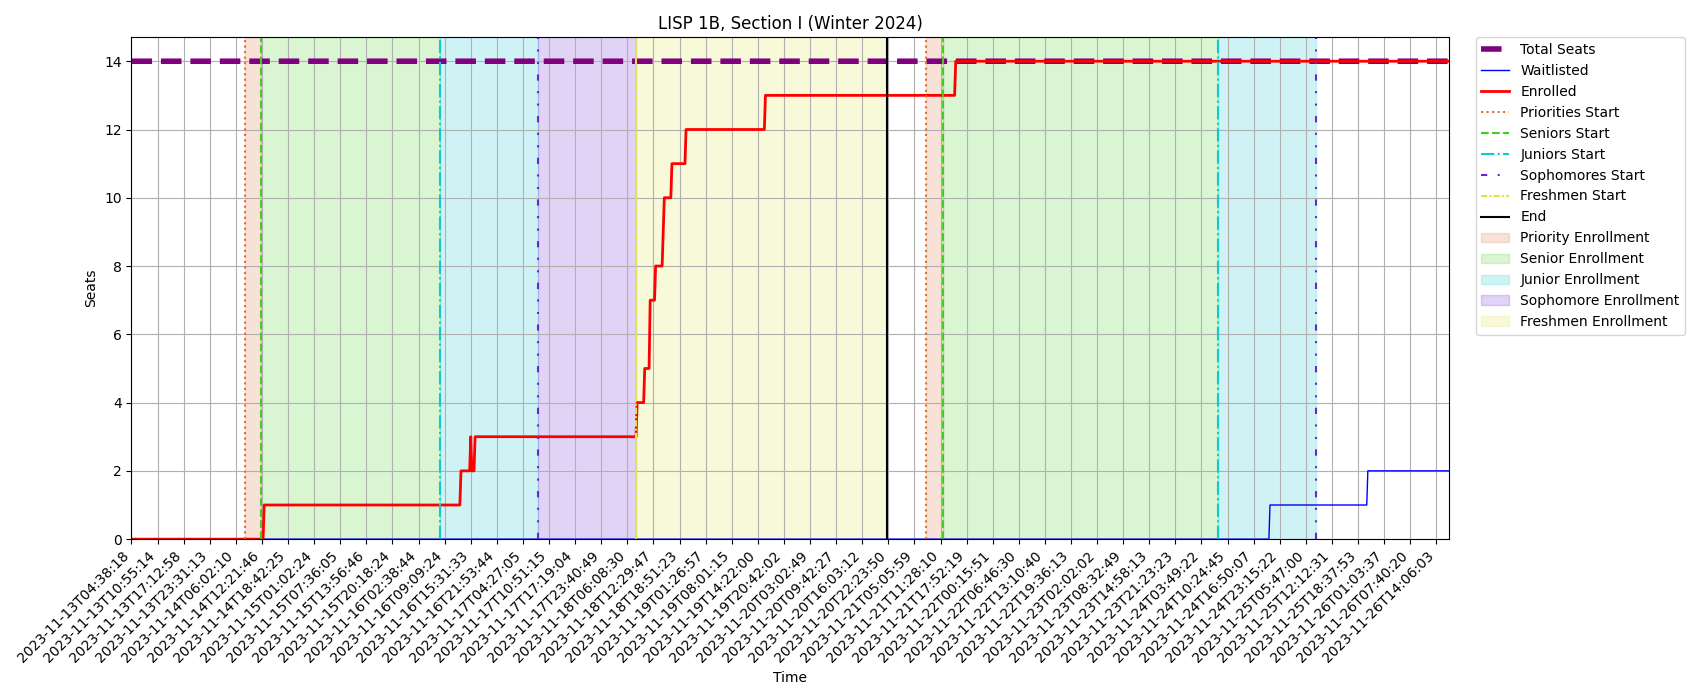 LISP 1B, Section I (Winter 2024)
Seats
14
12
10
8
6
4
2
0
2023-11-13T04:38:18
2023-11-13T10:55:14
2023-11-13T17:12:58
2023-11-13T23:31:13
2023-11-14T06:02:10
2023-11-14T12:21:46
2023-11-14T18:42:25
2023-11-15T01:02:24
2023-11-15T07:36:05
2023-11-15T13:56:46
2023-11-15T20:18:24
2023-11-16T02:38:44
2023-11-16T09:09:24
2023-11-16T15:31:33
2023-11-16T21:53:44
2023-11-17T04:27:05
2023-11-17T10:51:15
2023-11-17T17:19:04
2023-11-17T23:40:49
2023-11-18T06:08:30
2023-11-18T12:29:47
2023-11-18T18:51:23
2023-11-19T01:26:57
2023-11-19T08:01:15
2023-11-19T14:22:00
2023-11-19T20:42:02
2023-11-20T03:02:49
2023-11-20T09:42:27
2023-11-20T16:03:12
2023-11-20T22:23:50
2023-11-21T05:05:59
2023-11-21T11:28:10
2023-11-21T17:52:19
2023-11-22T00:15:51
2023-11-22T06:46:30
2023-11-22T13:10:40
2023-11-22T19:36:13
2023-11-23T02:02:02
2023-11-23T08:32:49
2023-11-23T14:58:13
2023-11-23T21:23:23
2023-11-24T03:49:22
2023-11-24T10:24:45
2023-11-24T16:50:07
2023-11-24T23:15:22
2023-11-25T05:47:00
2023-11-25T12:12:31
2023-11-25T18:37:53
2023-11-26T01:03:37
2023-11-26T07:40:20
2023-11-26T14:06:03
Time
Total Seats
Waitlisted
Enrolled
Priorities Start
Seniors Start
Juniors Start
Sophomores Start
Freshmen Start
End
Priority Enrollment
Senior Enrollment
Junior Enrollment
Sophomore Enrollment
Freshmen Enrollment